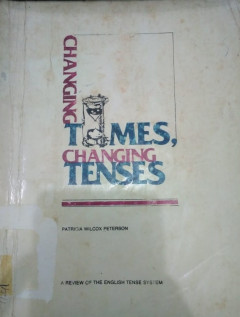 CHANGING
TIMES,
CHANGING
TENSES
PATRICIA WILCOX PETERSON
A REVIEW OF THE ENGLISH TENSE SYSTEM